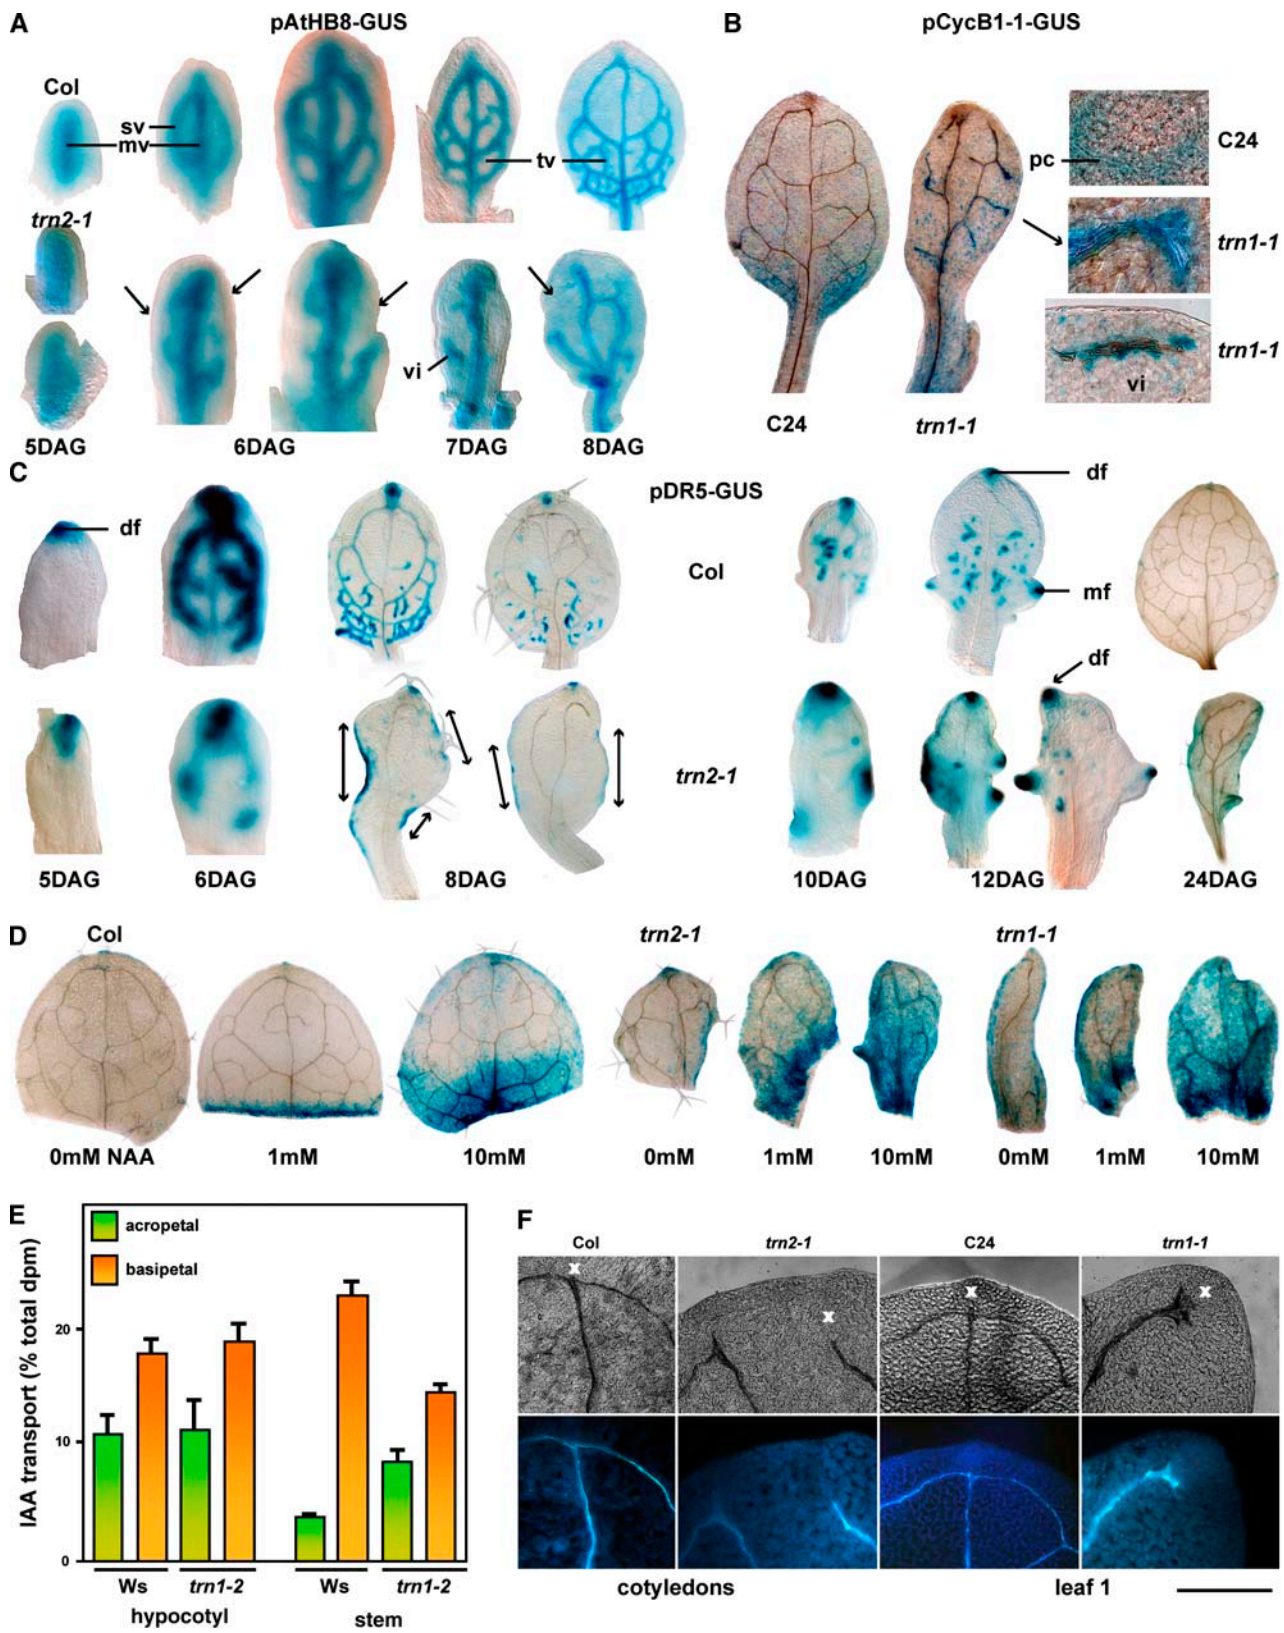 A
pAtHB8-GUS
Col
sv
mv
tv
trn2-1
vi
5DAG
6DAG
7DAG
8DAG
B
pCycB1-1-GUS
pc
C24
trn1-1
vi
trn1-1
C24
trn1-1
C
pDR5-GUS
df
Col
df
mf
df
trn2-1
5DAG
6DAG
8DAG
10DAG
12DAG
24DAG
D
Col
trn2-1
trn1-1
0mM NAA
1mM
10mM
0mM
1mM
10mM
0mM
1mM
10mM
E
acropetal
basipetal
IAA transport (% total dpm)
20
10
0
Ws
trn1-2
Ws
trn1-2
hypocotyl
stem
F
Col
trn2-1
C24
trn1-1
x
x
x
x
cotyledons
leaf 1